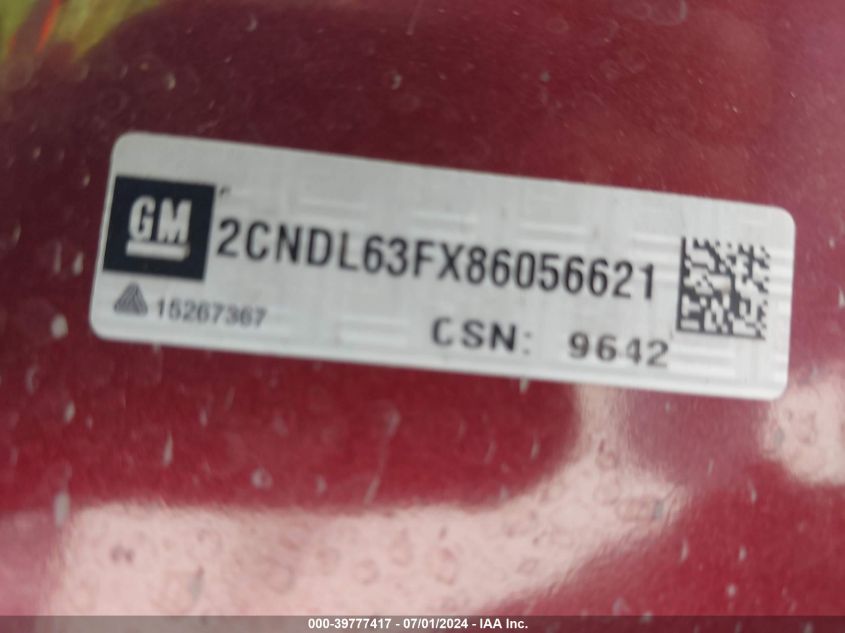 GM
2CNDL63FX86056621
15267367
CSN: 9642
000-39777417 - 07/01/2024 - IAA Inc.